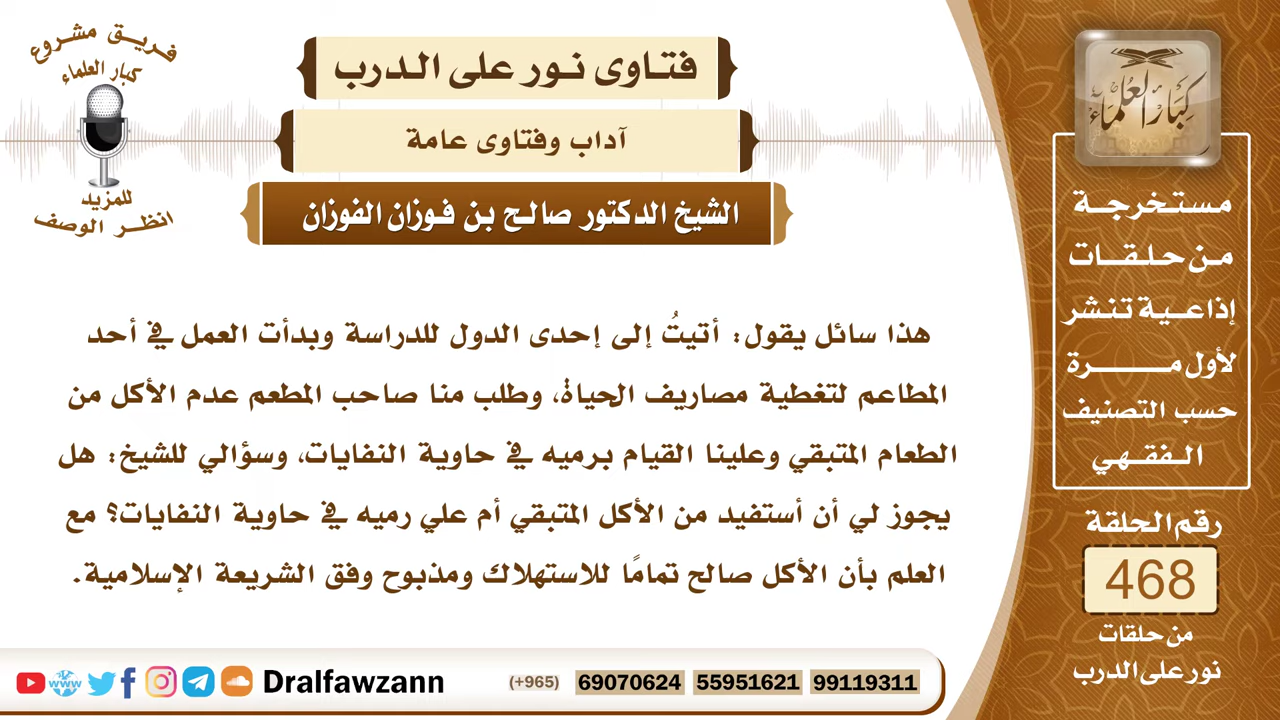 فريق مشروع
كبار العلماء
للمزيد
انظر الوصف
فتاوى نور على الدرب
آداب وفتاوى عامة
الشيخ الدكتور صالح بن فوزان الفوزان
هذا سائل يقول: أتيتُ إلى إحدى الدول للدراسة وبدأت العمل في أحد
المطاعم لتغطية مصاريف الحياة، وطلب منا صاحب المطعم عدم الأكل من
الطعام المتبقي وعلينا القيام برميه في حاوية النفايات، وسؤالي للشيخ: هل
يجوز لي أن أستفيد من الأكل المتبقي أم علي رميه في حاوية النفايات؟ مع
العلم بأن الأكل صالح تمامًا للاستهلاك ومذبوح وفق الشريعة الإسلامية.
كبار العلماء
مستخرجة
من حلقات
إذاعية تنشر
لأول مرة
حسب التصنيف
الفقهي
رقم الحلقة
468
من حلقات
نور على الدرب
www Dralfawzann (+965) 69070624 55951621 99119311